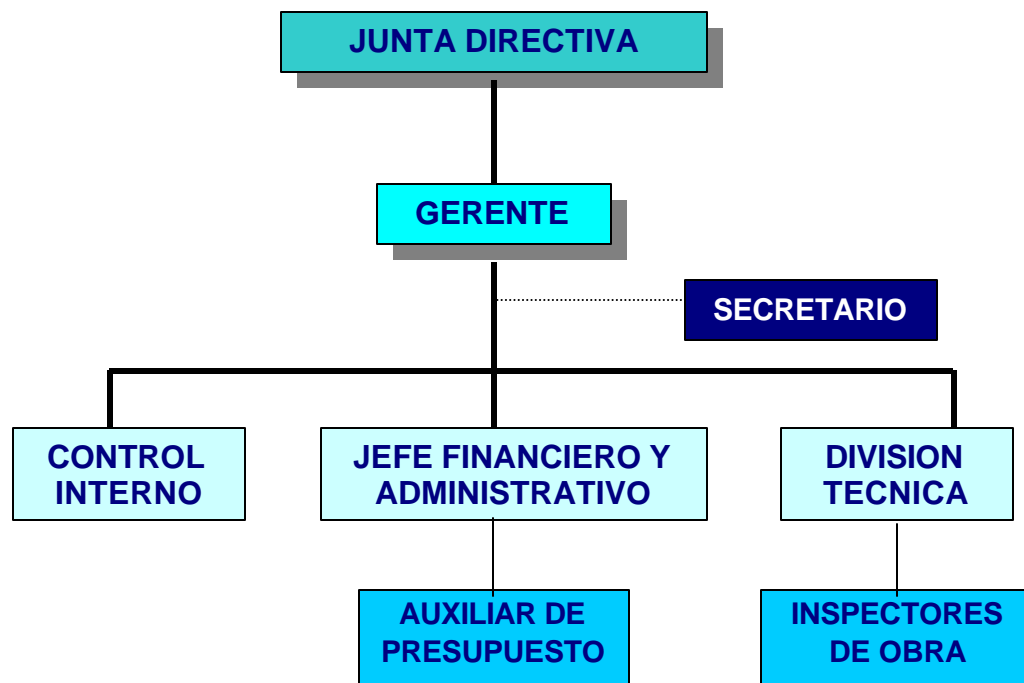 JUNTA DIRECTIVA
GERENTE
SECRETARIO
CONTROL
INTERNO
JEFE FINANCIERO Y
ADMINISTRATIVO
DIVISION
TECNICA
AUXILIAR DE
PRESUPUESTO
INSPECTORES
DE OBRA